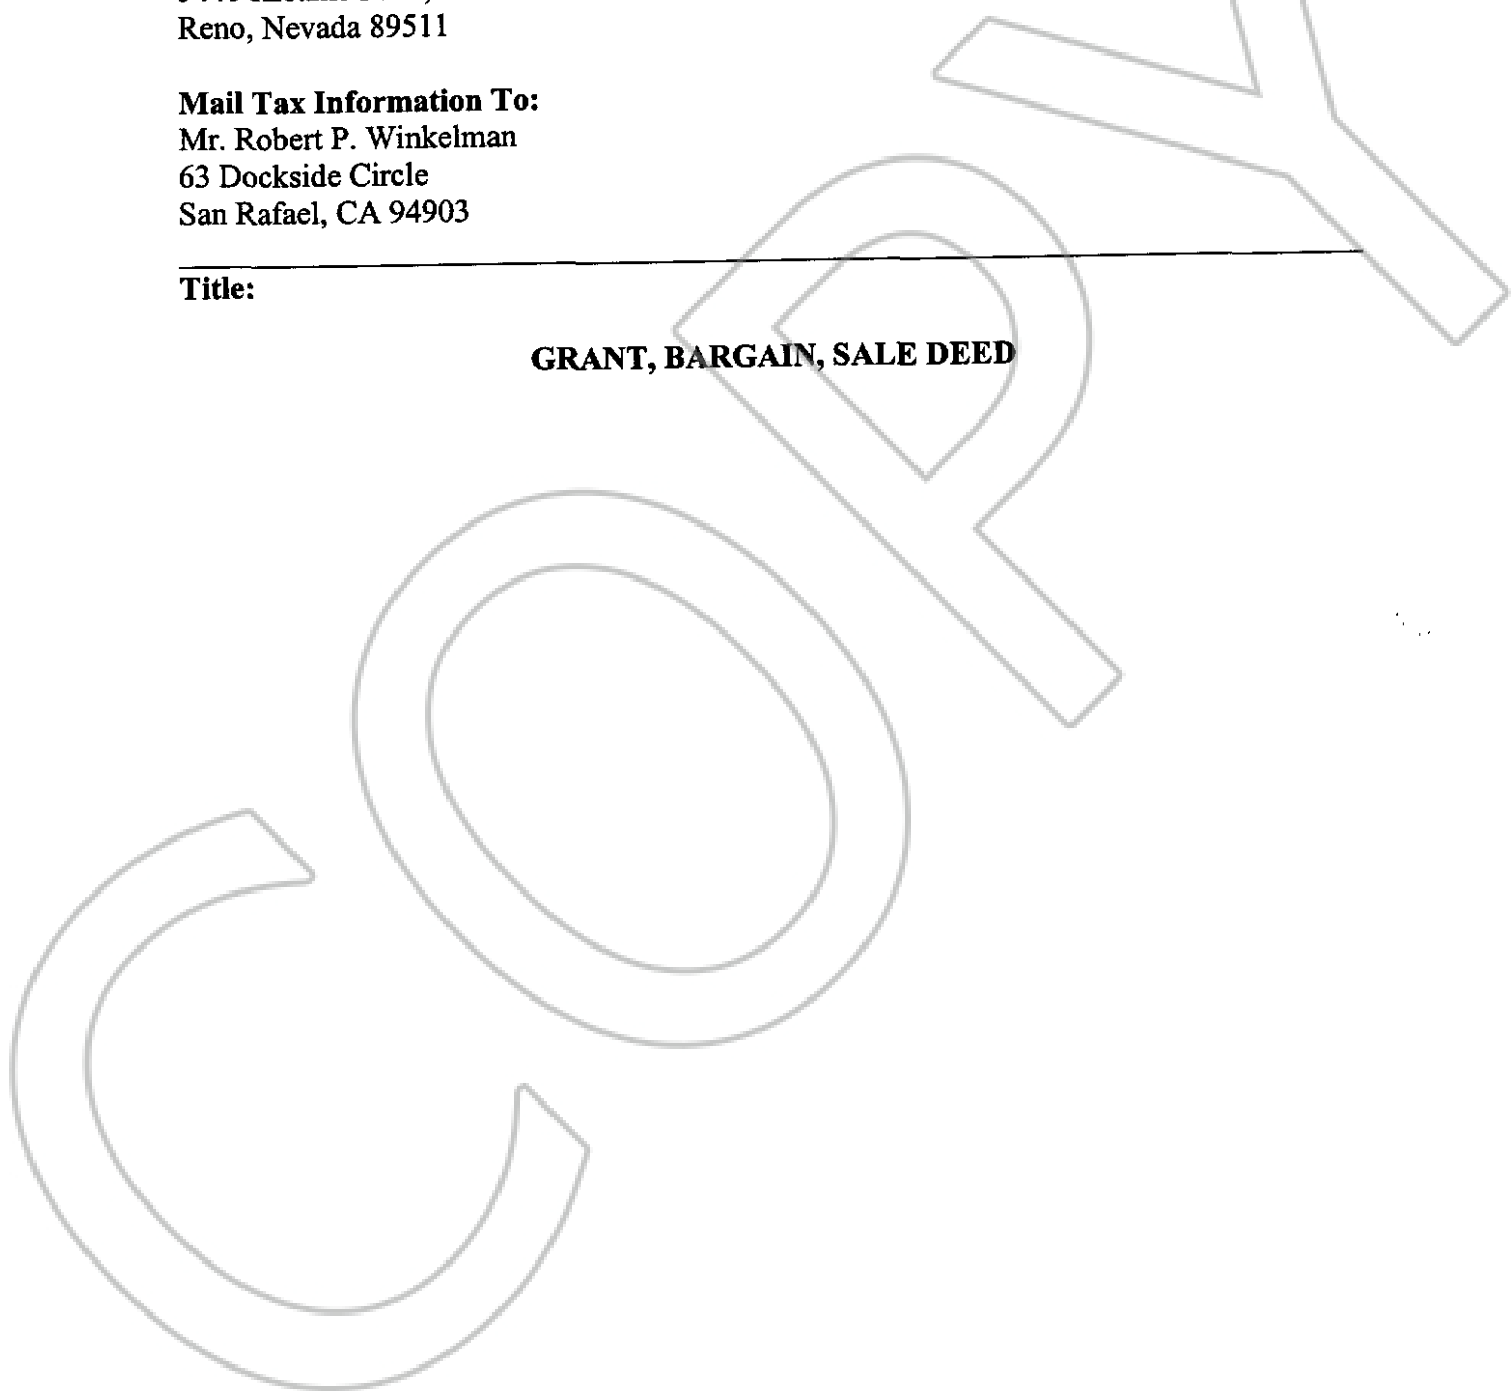 Reno, Nevada 89511
Mail Tax Information To:
Mr. Robert P. Winkelman
63 Dockside Circle
San Rafael, CA 94903
Title:
GRANT, BARGAIN, SALE DEED
COPY